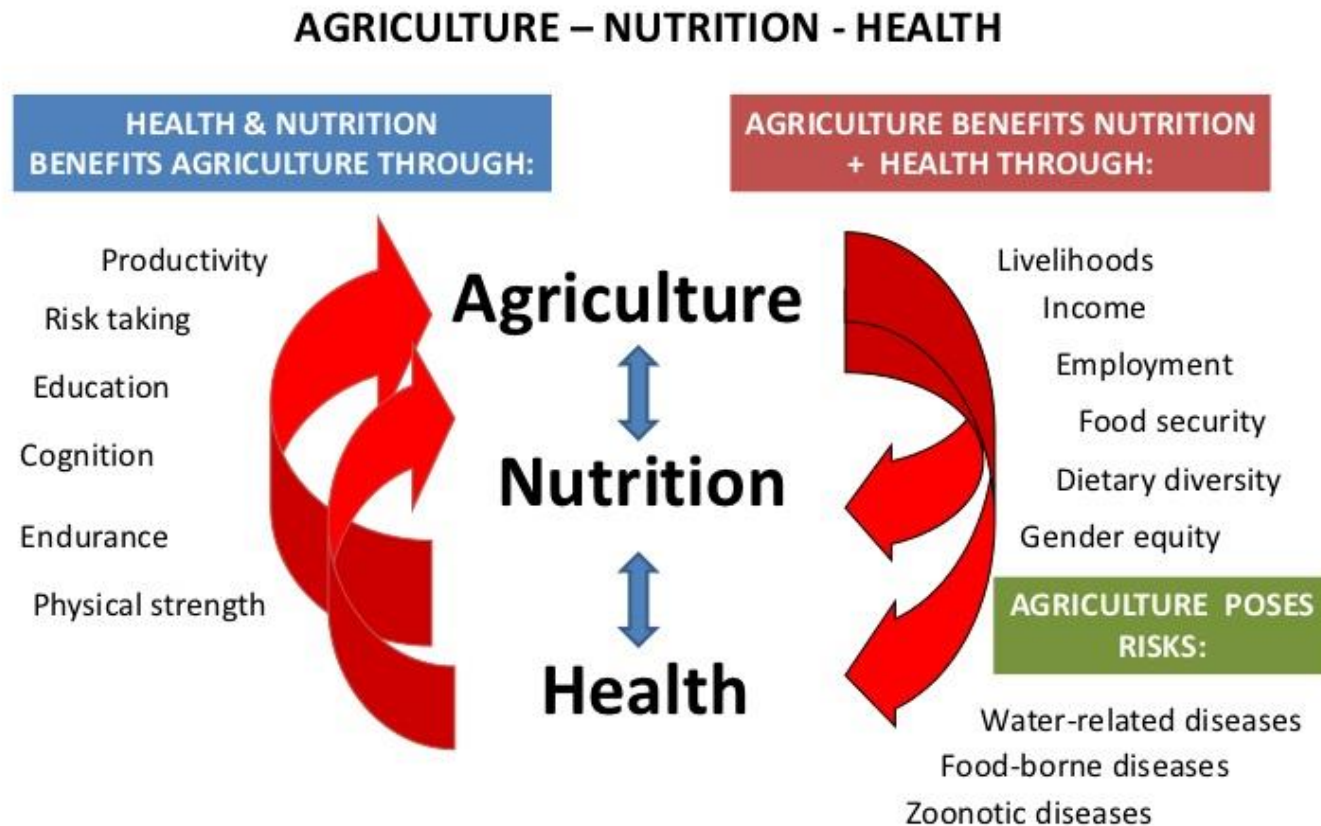 AGRICULTURE – NUTRITION - HEALTH
HEALTH & NUTRITION
BENEFITS AGRICULTURE THROUGH:
Productivity
Risk taking
Education
Cognition
Endurance
Physical strength
Agriculture
Nutrition
Health
AGRICULTURE BENEFITS NUTRITION
+ HEALTH THROUGH:
Livelihoods
Income
Employment
Food security
Dietary diversity
Gender equity
AGRICULTURE POSES
RISKS:
Water-related diseases
Food-borne diseases
Zoonotic diseases